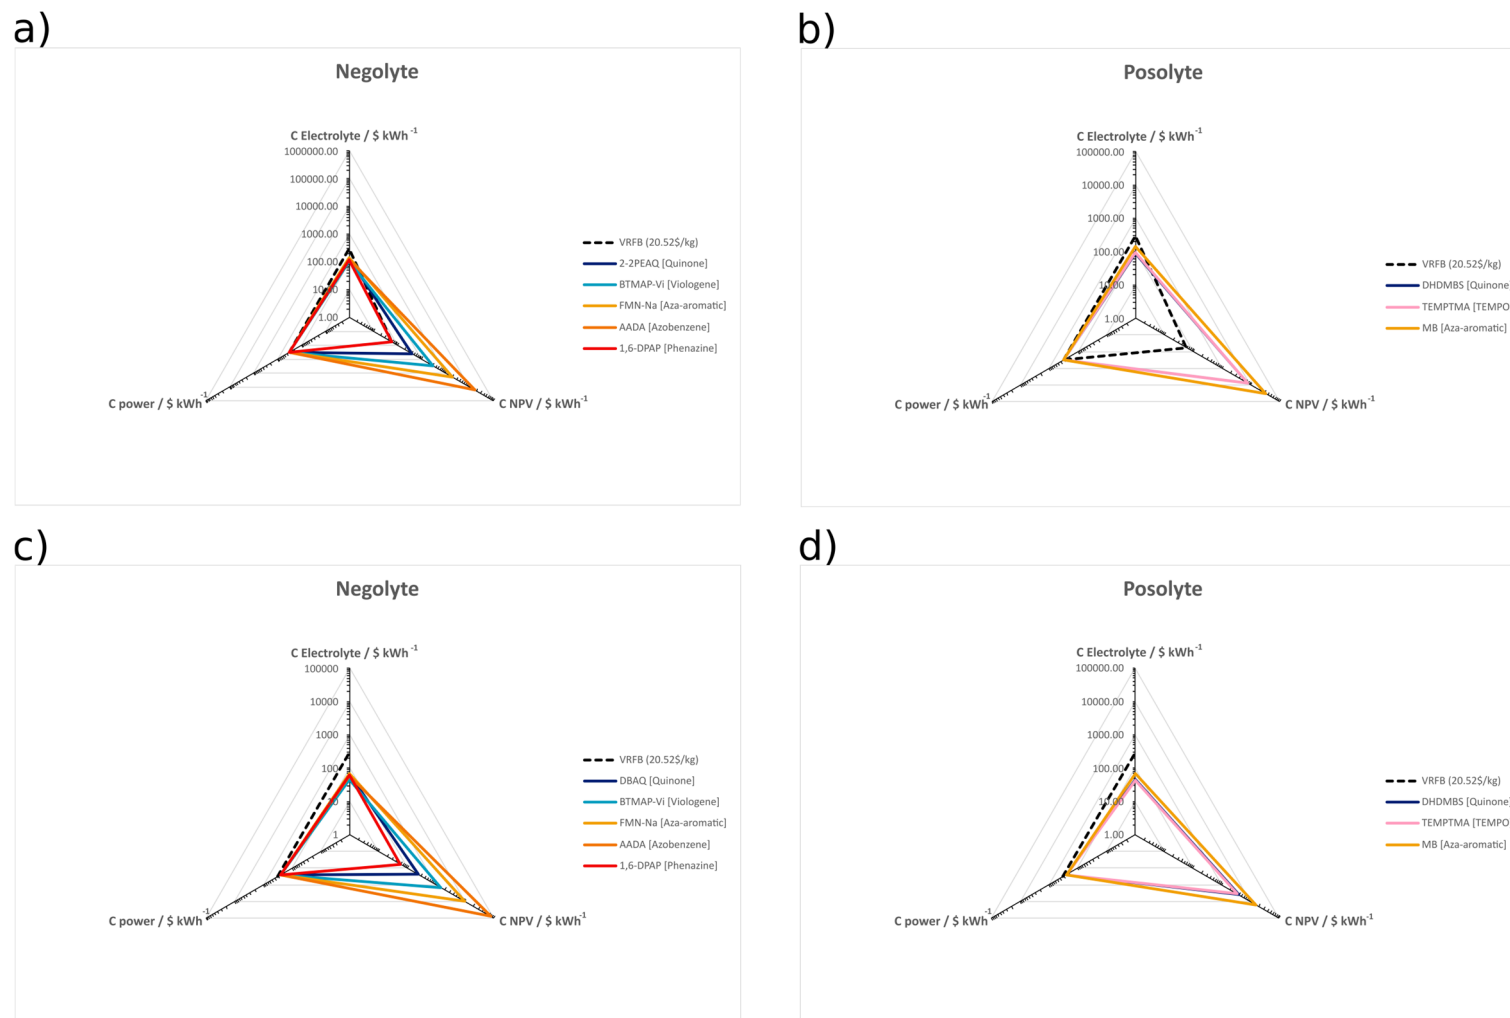 a)
Negolyte
C Electrolyte / $ kWh -1
1000000.00
100000.00
10000.00
1000.00
100.00
10.00
1.00
C power / $ kWh -1
C NPV / $ kWh -1
VRFB (20.52$/kg)
2-2PEAQ [Quinone]
BTMAP-Vi [Viologene]
FMN-Na [Aza-aromatic]
AADA [Azobenzene]
1,6-DPAP [Phenazine]
b)
Posolyte
C Electrolyte / $ kWh -1
100000.00
10000.00
1000.00
100.00
10.00
1.00
C power / $ kWh -1
C NPV / $ kWh -1
VRFB (20.52$/kg)
DHDMBS [Quinone
TEMPTMA [TEMPO
MB [Aza-aromatic]
c)
Negolyte
C Electrolyte / $ kWh -1
100000
10000
1000
100
10
1
C power / $ kWh -1
C NPV / $ kWh -1
VRFB (20.52$/kg)
DBAQ [Quinone]
BTMAP-Vi [Viologene]
FMN-Na [Aza-aromatic]
AADA [Azobenzene]
1,6-DPAP [Phenazine]
d)
Posolyte
C Electrolyte / $ kWh -1
100000.00
10000.00
1000.00
100.00
10.00
1.00
C power / $ kWh -1
C NPV / $ kWh -1
VRFB (20.52$/kg)
DHDMBS [Quinone]
TEMPTMA [TEMPO
MB [Aza-aromatic]